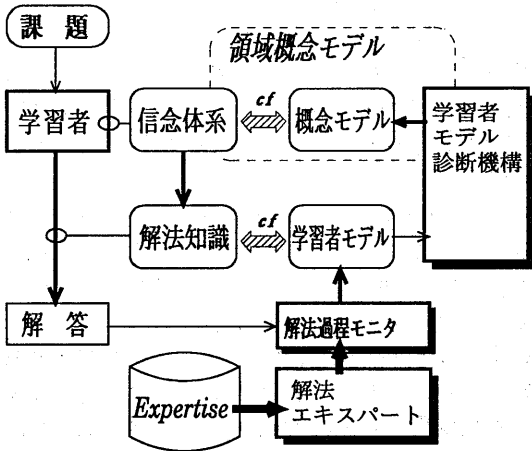 課題
領域概念モデル
学習者
信念体系
cf
概念モデル
学習者
モデル
診断機構
解法知識
cf
学習者モデル
解答
解法過程モニタ
Expertise
解法
エキスパート